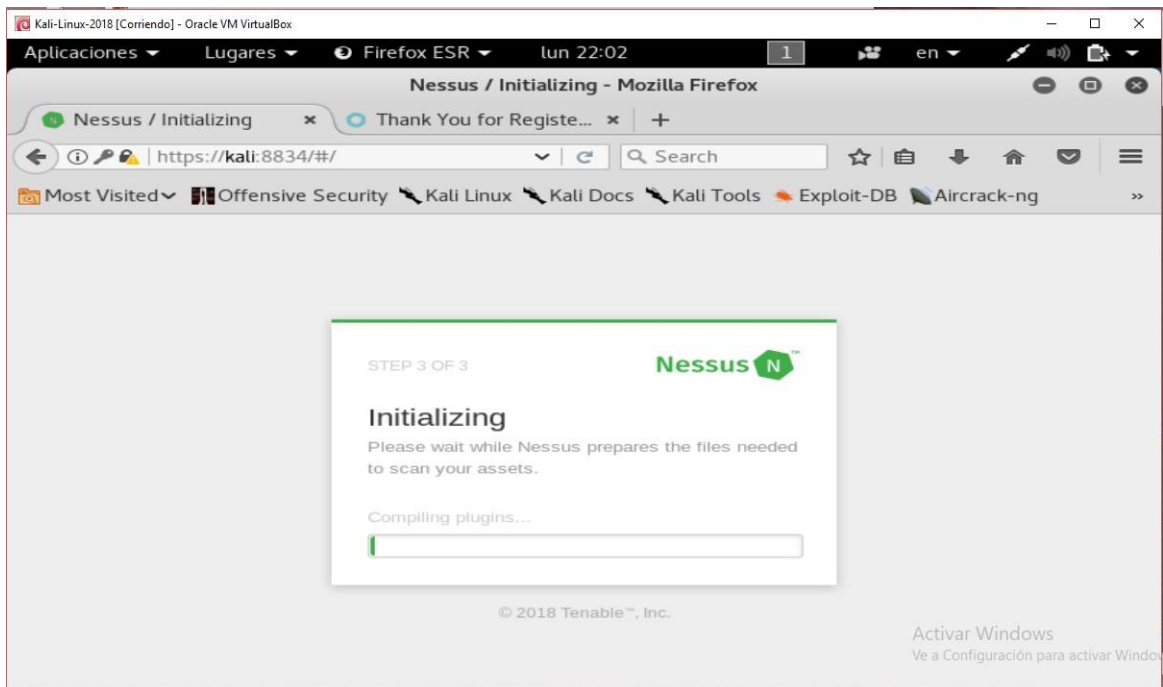 Kali-Linux-2018 [Corriendo] - Oracle VM VirtualBox
Aplicaciones Lugares Firefox ESR lun 22:02 1 en
Nessus / Initializing - Mozilla Firefox
Nessus / Initializing Thank You for Registe...
https://kali:8834/#/ Search
Most Visited Offensive Security Kali Linux Kali Docs Kali Tools Exploit-DB Aircrack-ng »
STEP 3 OF 3
Nessus N ™
Initializing
Please wait while Nessus prepares the files needed
to scan your assets.
Compiling plugins...
© 2018 Tenable™, Inc.
Activar Windows
Ve a Configuración para activar Window